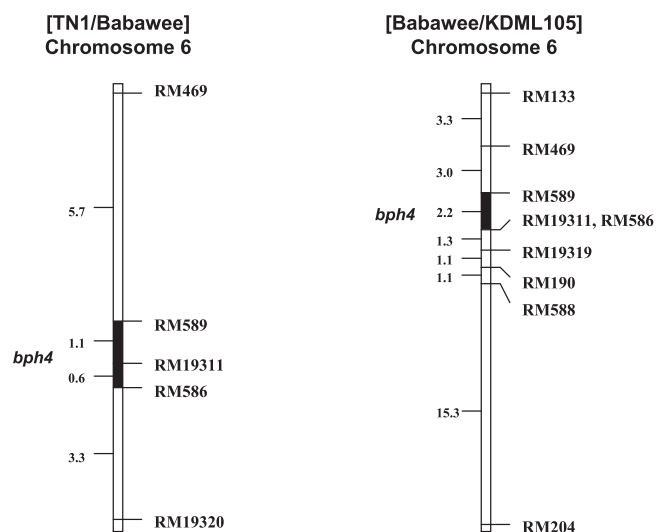 [TN1/Babawee]
Chromosome 6
RM469
5.7
RM589
1.1
bph4
RM19311
0.6
RM586
3.3
RM19320
[Babawee/KDML105]
Chromosome 6
RM133
3.3
RM469
3.0
RM589
bph4
2.2
RM19311, RM586
1.3
RM19319
1.1
1.1
RM190
RM588
15.3
RM204